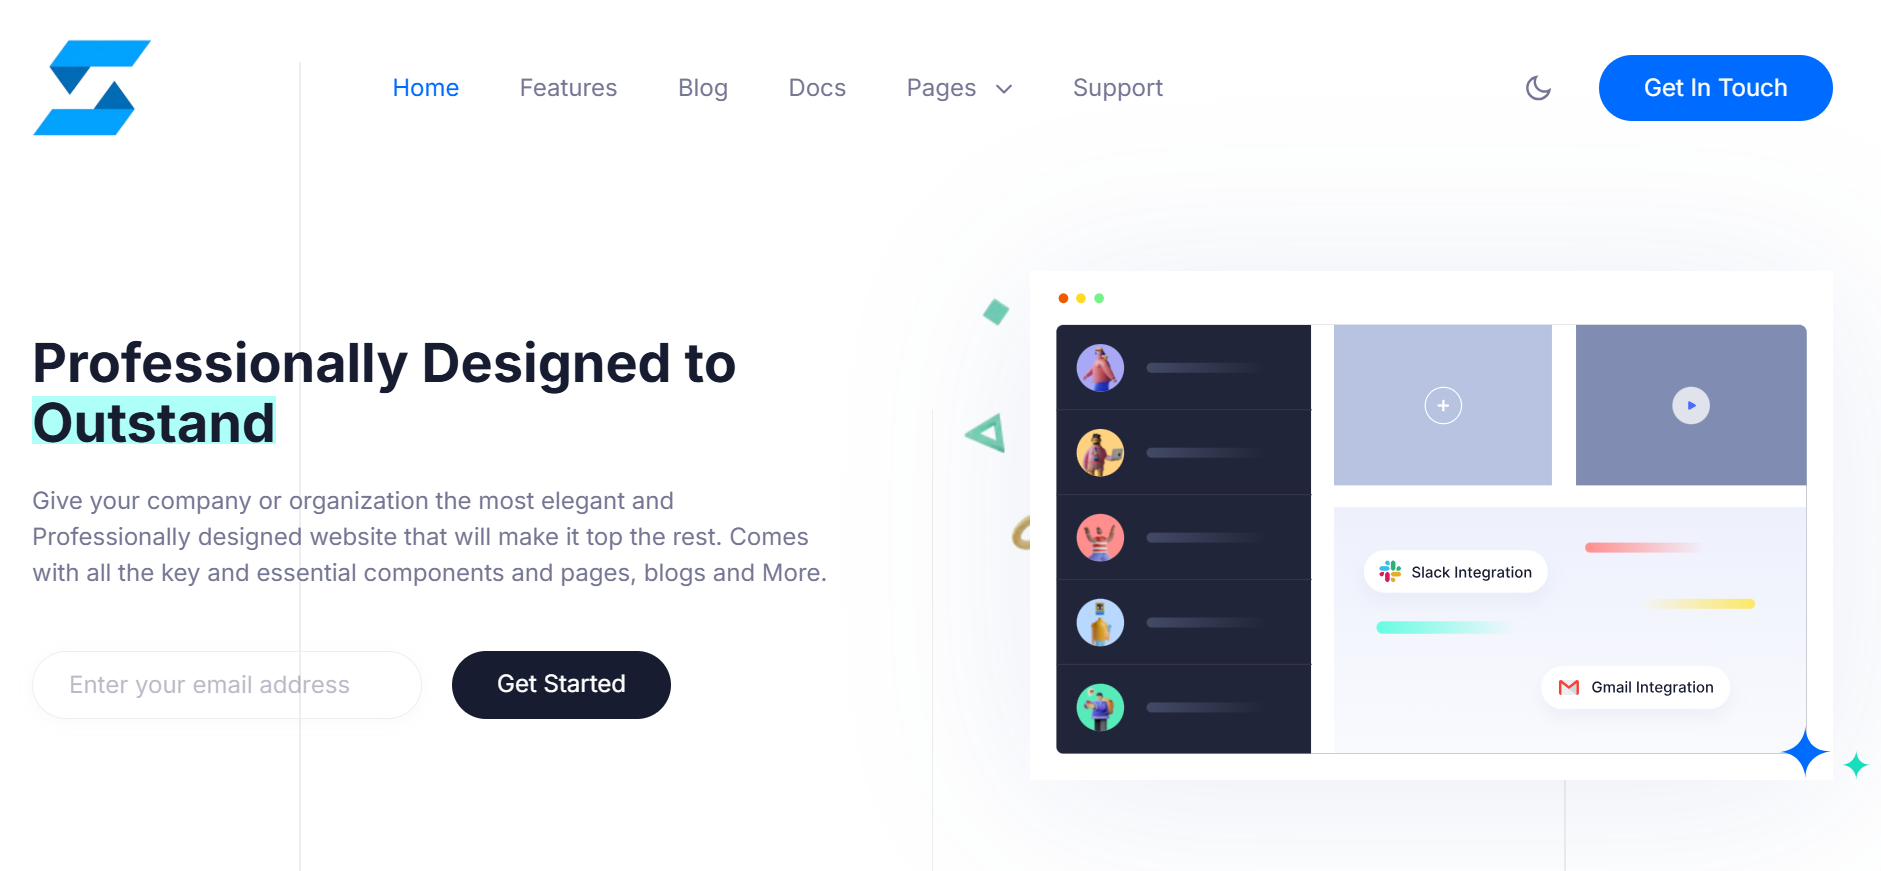 Home Features Blog Docs Pages Support Get In Touch
Professionally Designed to
Outstand
Give your company or organization the most elegant and
Professionally designed website that will make it top the rest. Comes
with all the key and essential components and pages, blogs and More.
Enter your email address Get Started
Slack Integration
Gmail Integration